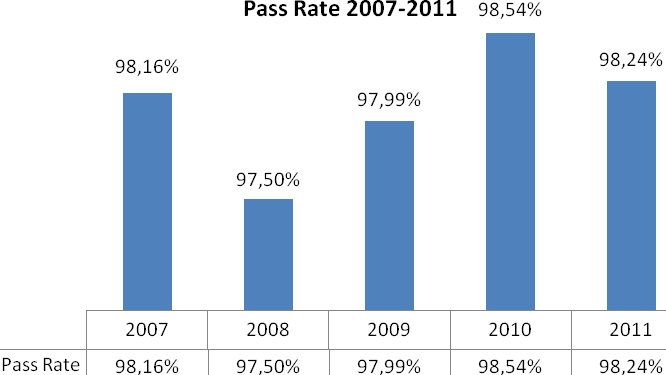 Pass Rate 2007-2011
98,16%
97,50%
97,99%
98,54%
98,24%
2007 2008 2009 2010 2011
Pass Rate 98,16% 97,50% 97,99% 98,54% 98,24%